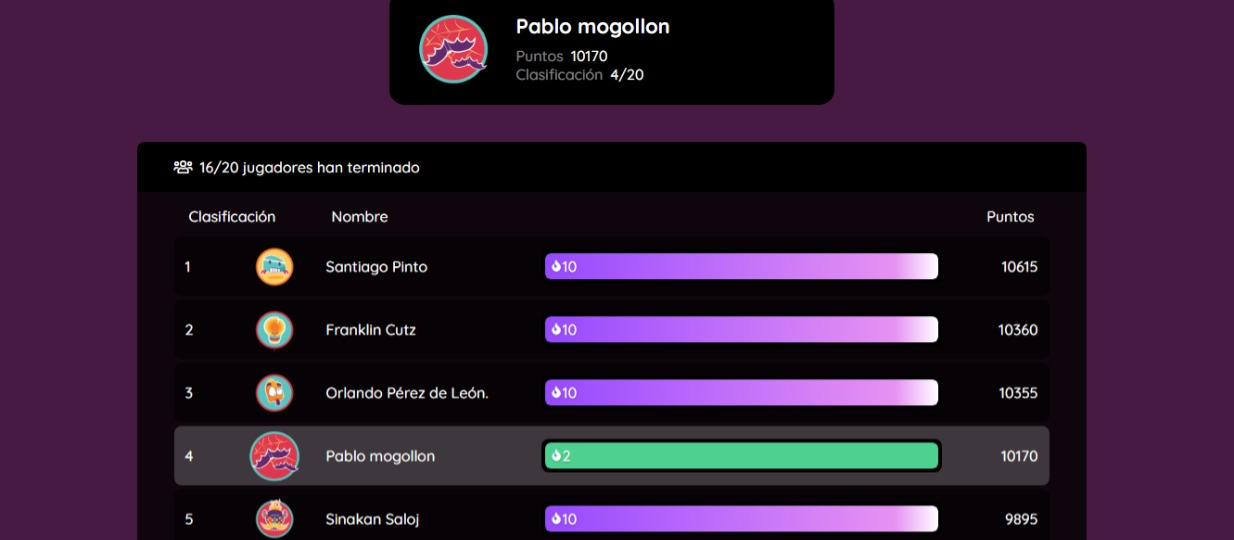 Pablo mogollon
Puntos 10170
Clasificación 4/20
16/20 jugadores han terminado
Clasificación Nombre Puntos
1 Santiago Pinto 10 10615
2 Franklin Cutz 10 10360
3 Orlando Pérez de León. 10 10355
4 Pablo mogollon 2 10170
5 Sinakan Saloj 10 9895